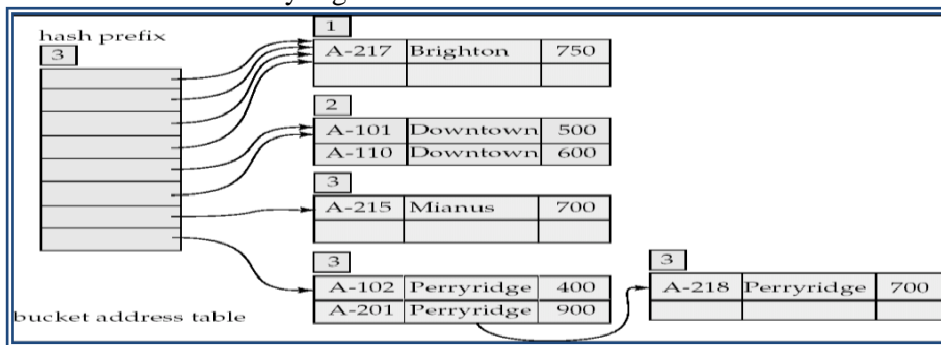 hash prefix
3
1
A-217 Brighton 750
2
A-101 Downtown 500
A-110 Downtown 600
3
A-215 Mianus 700
3
A-102 Perryridge 400
A-201 Perryridge 900
3
A-218 Perryridge 700
bucket address table